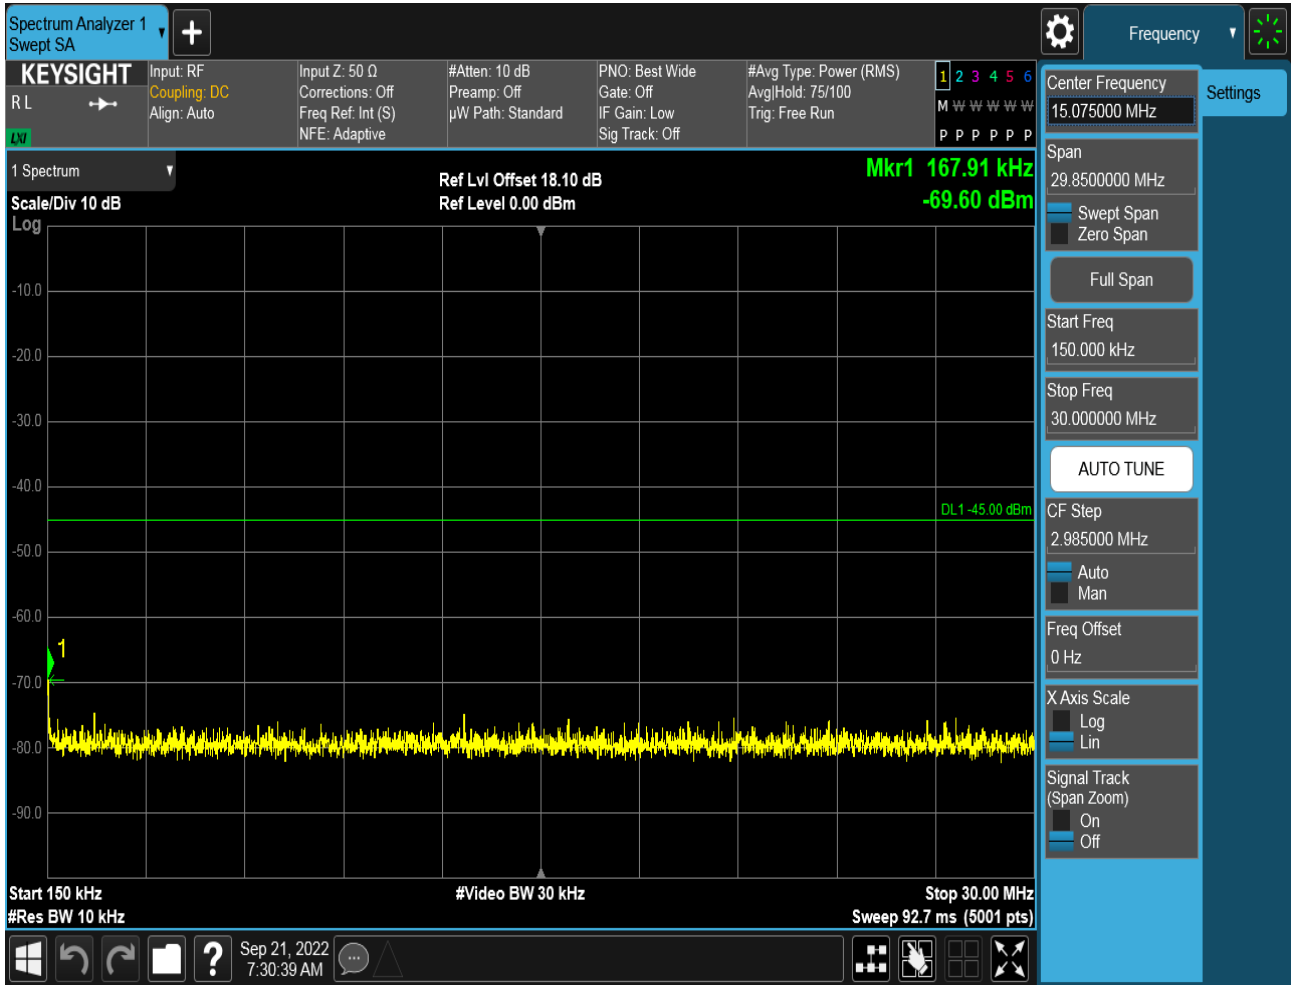 Spectrum Analyzer 1
Swept SA
Frequency
KEYSIGHT
R L
LXI
Input: RF
Coupling: DC
Align: Auto
Input Z: 50 Ω
Corrections: Off
Freq Ref: Int (S)
NFE: Adaptive
#Atten: 10 dB
Preamp: Off
µW Path: Standard
PNO: Best Wide
Gate: Off
IF Gain: Low
Sig Track: Off
#Avg Type: Power (RMS)
Avg|Hold: 75/100
Trig: Free Run
1 2 3 4 5 6
M W W W W W
P P P P P P
1 Spectrum
Scale/Div 10 dB
Log
Ref Lvl Offset 18.10 dB
Ref Level 0.00 dBm
Mkr1 167.91 kHz
-69.60 dBm
-10.0
-20.0
-30.0
-40.0
DL1 -45.00 dBm
-50.0
-60.0
1
-70.0
-80.0
-90.0
Start 150 kHz
#Res BW 10 kHz
#Video BW 30 kHz
Stop 30.00 MHz
Sweep 92.7 ms (5001 pts)
Center Frequency
15.075000 MHz
Settings
Span
29.8500000 MHz
Swept Span
Zero Span
Full Span
Start Freq
150.000 kHz
Stop Freq
30.000000 MHz
AUTO TUNE
CF Step
2.985000 MHz
Auto
Man
Freq Offset
0 Hz
X Axis Scale
Log
Lin
Signal Track
(Span Zoom)
On
Off
?
Sep 21, 2022
7:30:39 AM